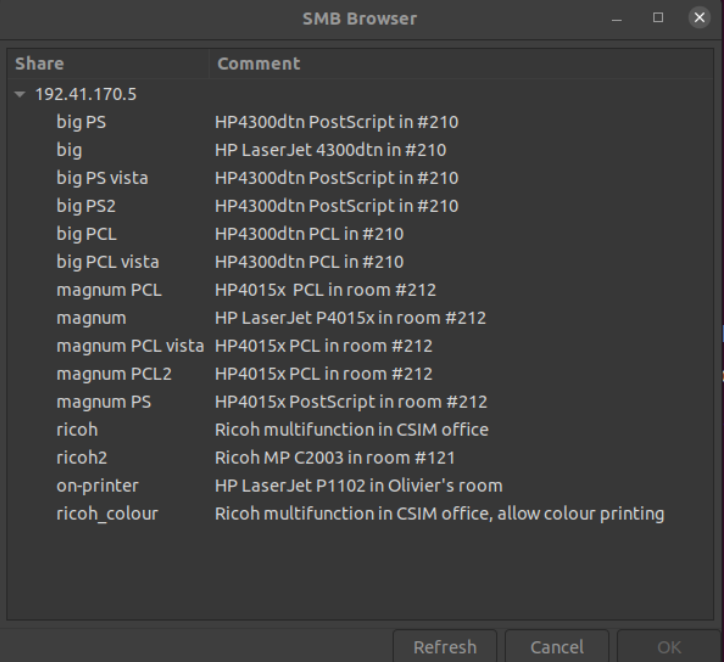 SMB Browser
Share Comment
192.41.170.5
big PS HP4300dtn PostScript in #210
big HP LaserJet 4300dtn in #210
big PS vista HP4300dtn PostScript in #210
big PS2 HP4300dtn PostScript in #210
big PCL HP4300dtn PCL in #210
big PCL vista HP4300dtn PCL in #210
magnum PCL HP4015x  PCL in room #212
magnum HP LaserJet P4015x in room #212
magnum PCL vista HP4015x PCL in room #212
magnum PCL2 HP4015x PCL in room #212
magnum PS HP4015x PostScript in room #212
ricoh Ricoh multifunction in CSIM office
ricoh2 Ricoh MP C2003 in room #121
on-printer HP LaserJet P1102 in Olivier's room
ricoh_colour Ricoh multifunction in CSIM office, allow colour printing
Refresh Cancel OK